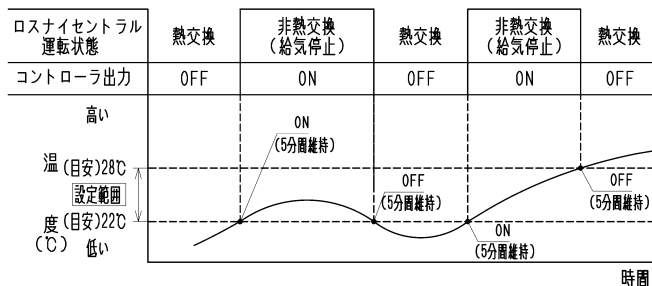 ロスナイセントラル
運転状態
熱交換
非熱交換
(給気停止)
熱交換
非熱交換
(給気停止)
熱交換
コントローラ出力
OFF
ON
OFF
ON
OFF
高い
ON
(5分間維持)
温
(目安)28℃
設定範囲
OFF
(5分間維持)
OFF
(5分間維持)
度
(目安)22℃
(℃)
低い
ON
(5分間維持)
時間